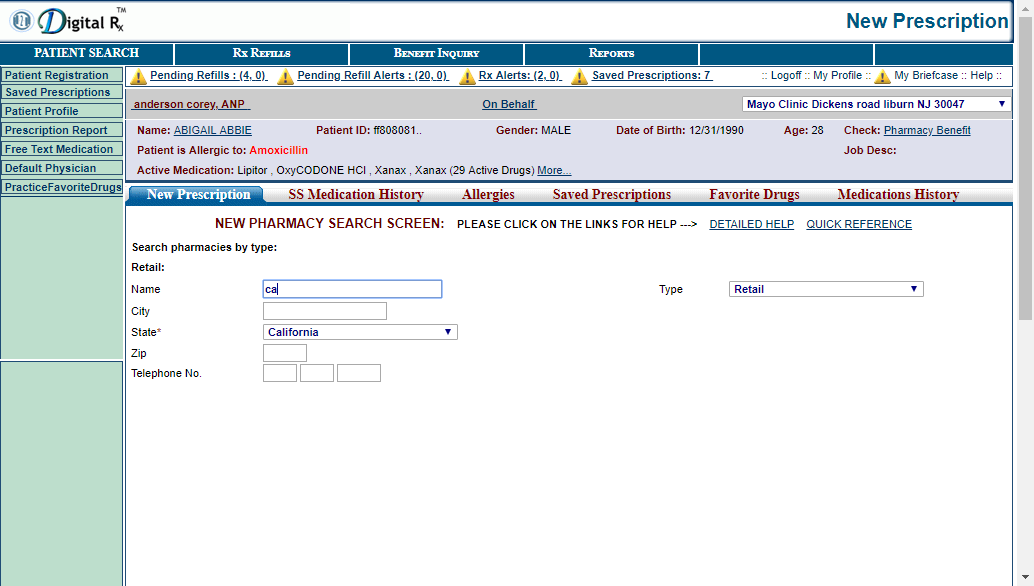 Digital Rx TM
New Prescription
PATIENT SEARCH RX REFILLS BENEFIT INQUIRY REPORTS
Patient Registration
Saved Prescriptions
Patient Profile
Prescription Report
Free Text Medication
Default Physician
PracticeFavoriteDrugs
Pending Refills : (4, 0) Pending Refill Alerts : (20, 0) Rx Alerts: (2, 0) Saved Prescriptions: 7 :: Logoff :: My Profile :: My Briefcase :: Help ::
anderson corey, ANP On Behalf Mayo Clinic Dickens road liburn NJ 30047
Name: ABIGAIL ABBIE Patient ID: ff808081.. Gender: MALE Date of Birth: 12/31/1990 Age: 28 Check: Pharmacy Benefit
Patient is Allergic to: Amoxicillin Job Desc:
Active Medication: Lipitor , OxyCODONE HCl , Xanax , Xanax (29 Active Drugs) More...
New Prescription SS Medication History Allergies Saved Prescriptions Favorite Drugs Medications History
NEW PHARMACY SEARCH SCREEN: PLEASE CLICK ON THE LINKS FOR HELP ---> DETAILED HELP QUICK REFERENCE
Search pharmacies by type:
Retail:
Name ca Type Retail
City
State* California
Zip
Telephone No.